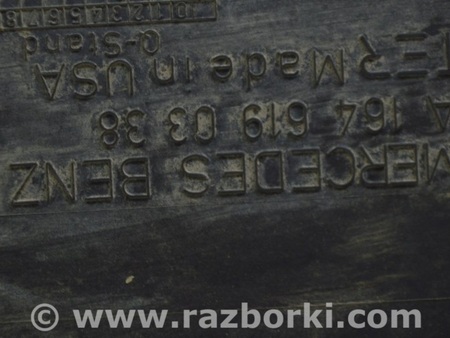 MERCEDES BENZ
A 164 619 03 38
Made in USA
Q-Stand
© www.razborki.com